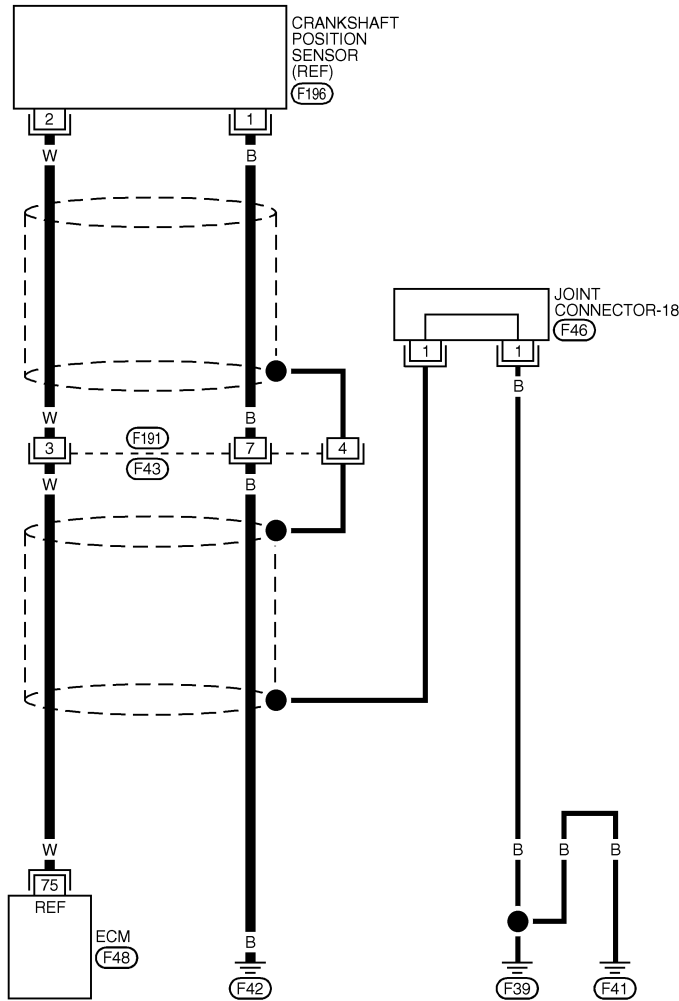 CRANKSHAFT
POSITION
SENSOR
(REF)
F196
2
1
W
B
JOINT
CONNECTOR-18
F46
1
1
B
W
B
F191
3
7
4
F43
W
B
W
B
B
B
75
REF
ECM
F48
B
F42
F39
F41